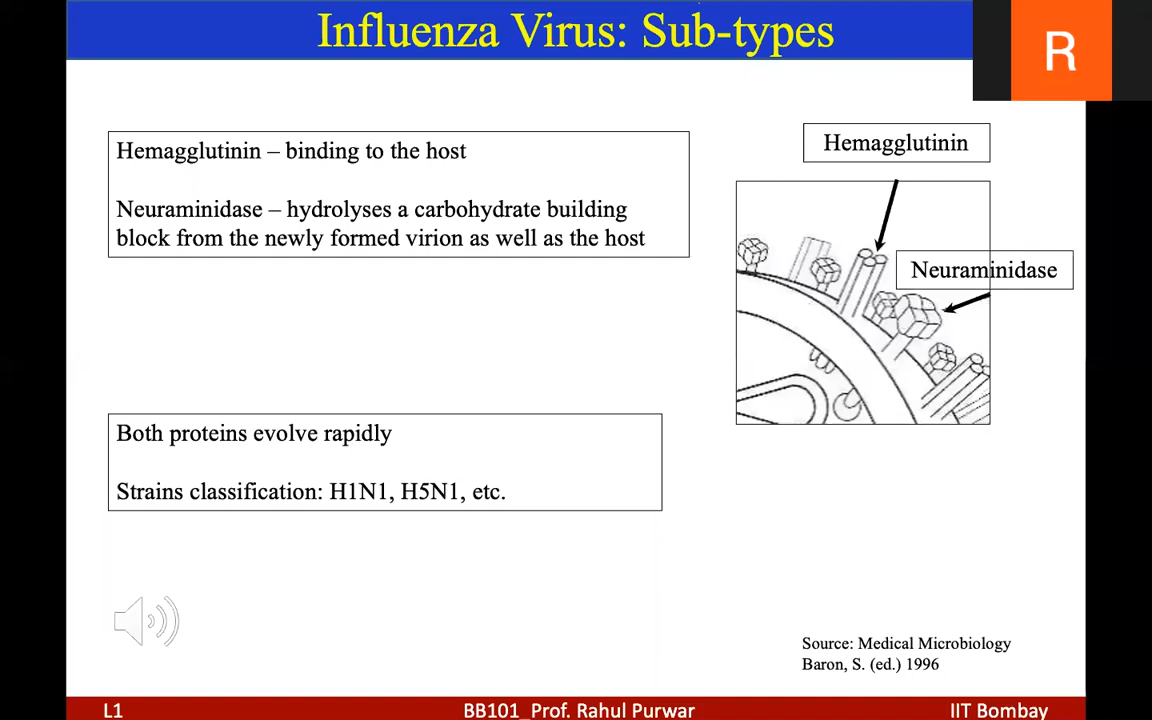 Influenza Virus: Sub-types
R
Hemagglutinin – binding to the host
Neuraminidase – hydrolyses a carbohydrate building
block from the newly formed virion as well as the host
Hemagglutinin
Neuraminidase
Both proteins evolve rapidly
Strains classification: H1N1, H5N1, etc.
Source: Medical Microbiology
Baron, S. (ed.) 1996
L1
BB101_Prof. Rahul Purwar
IIT Bombay